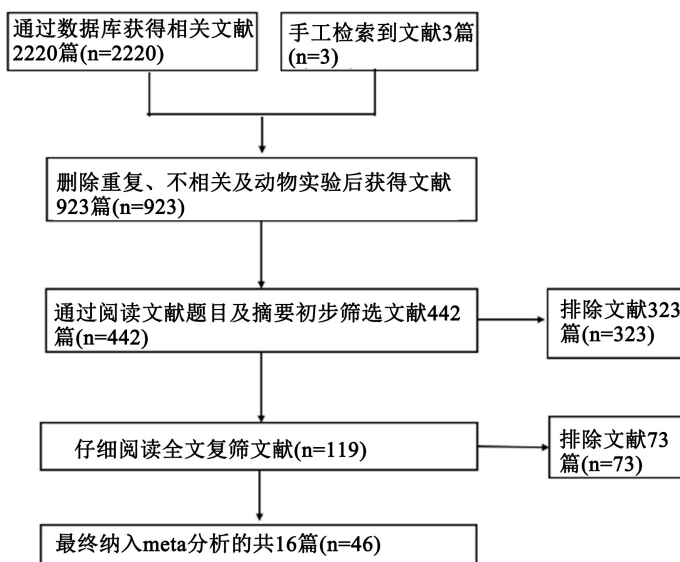 通过数据库获得相关文献
2220篇(n=2220)
手工检索到文献3篇
(n=3)
删除重复、不相关及动物实验后获得文献
923篇(n=923)
通过阅读文献题目及摘要初步筛选文献442
篇(n=442)
排除文献323
篇(n=323)
仔细阅读全文复筛文献(n=119)
排除文献73
篇(n=73)
最终纳入meta分析的共16篇(n=46)